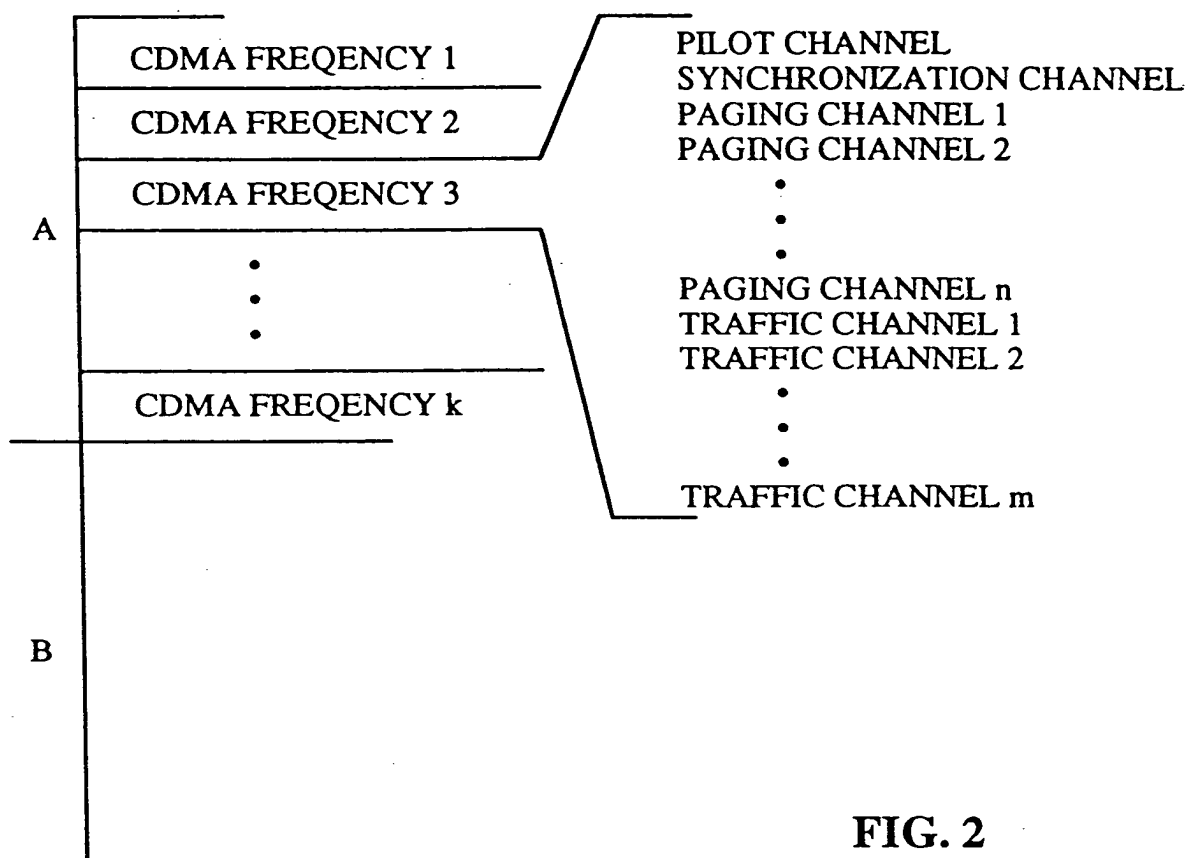 CDMA FREQENCY 1
CDMA FREQENCY 2
CDMA FREQENCY 3
CDMA FREQENCY k
A
B
PILOT CHANNEL
SYNCHRONIZATION CHANNEL
PAGING CHANNEL 1
PAGING CHANNEL 2
PAGING CHANNEL n
TRAFFIC CHANNEL 1
TRAFFIC CHANNEL 2
TRAFFIC CHANNEL m
FIG. 2